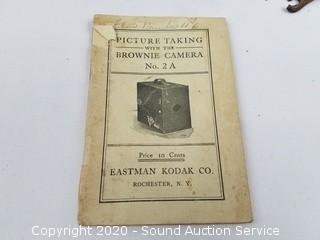 PICTURE TAKING
WITH THE
BROWNIE CAMERA
No. 2 A
Price 10 Cents
EASTMAN KODAK CO.
ROCHESTER, N. Y.
Copyright © 2020 - Sound Auction Service